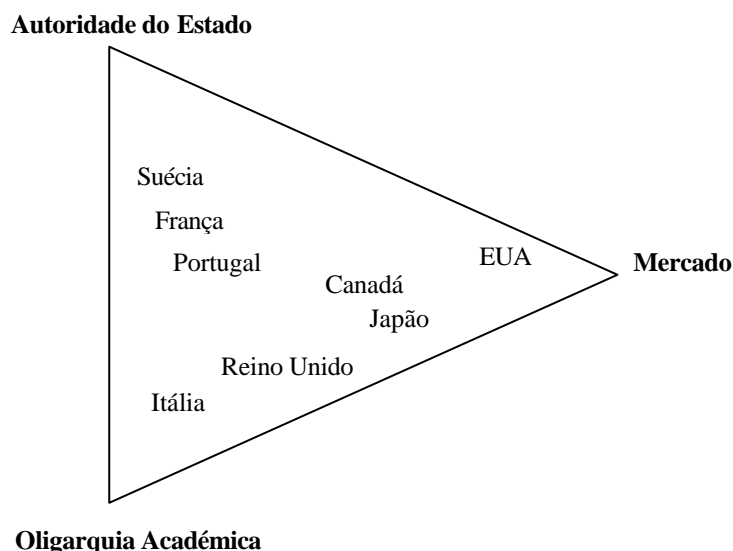 Autoridade do Estado
Suécia
França
Portugal
EUA
Mercado
Canadá
Japão
Reino Unido
Itália
Oligarquia Académica